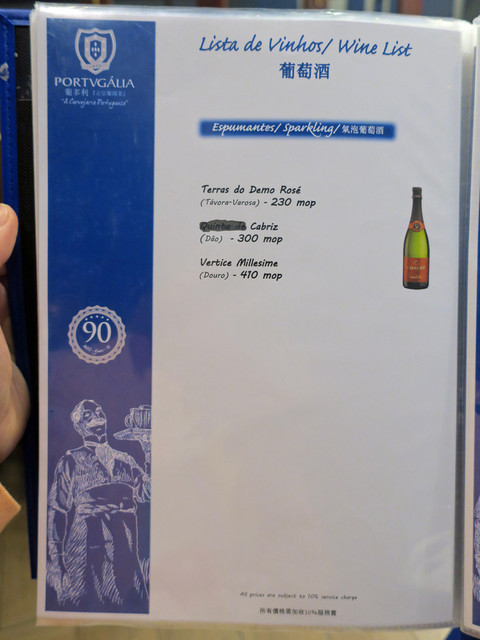 PORTVGÁLIA
葡多利
"A Cervejaria Portuguesa"
Lista de Vinhos/ Wine List
葡萄酒
Espumantes/ Sparkling/氣泡葡萄酒
Terras do Demo Rosé
(Távora-Varosa) - 230 mop
Quinta de Cabriz
(Dão) - 300 mop
Vertice Millesime
(Douro) - 410 mop
90
All prices are subject to 10% service charge
所有價格需加收10%服務費